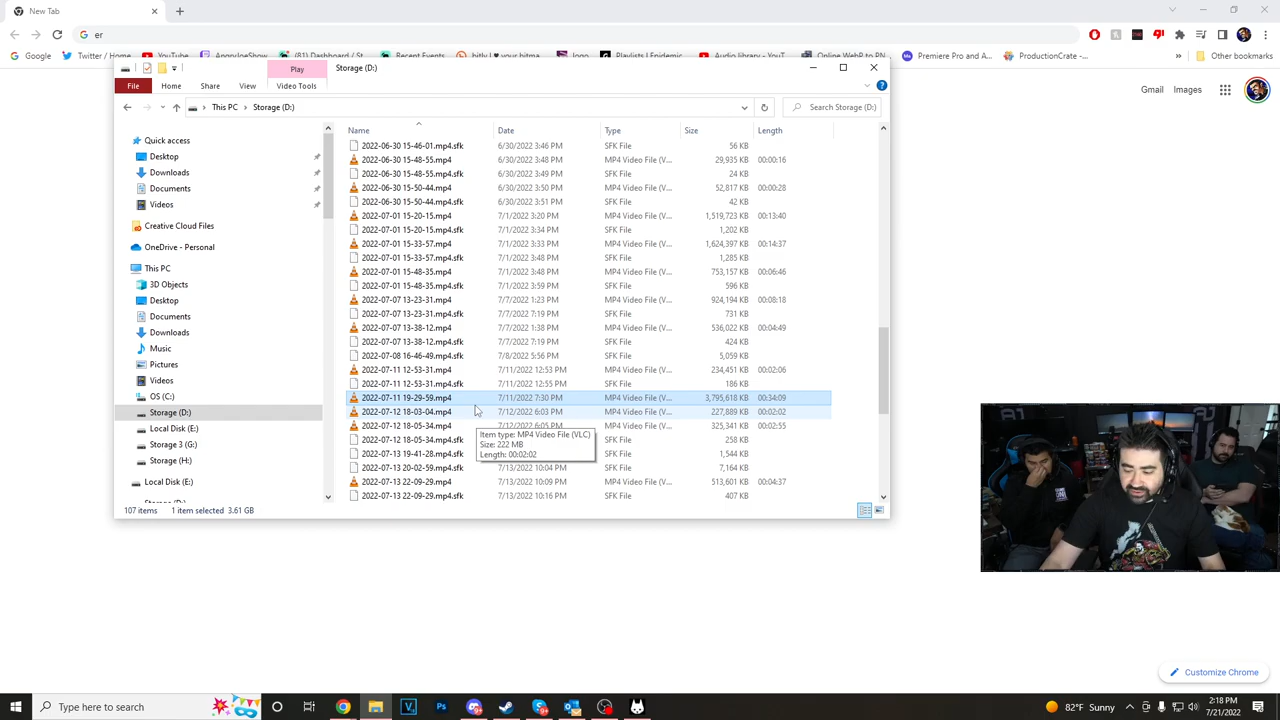 New Tab
er
Google
Twitter / Home
YouTube
AngryJoeShow - T...
(81) Dashboard / St...
Recent Events
bitly | your bitma...
logo
Playlists | Epidemic
Audio library - YouT...
Online WebP to PN...
Premiere Pro and A...
ProductionCrate -...
Other bookmarks
Gmail
Images
Play
Storage (D:)
File
Home
Share
View
Video Tools
This PC
Storage (D:)
Search Storage (D:)
Name
Date
Type
Size
Length
Quick access
Desktop
Downloads
Documents
Videos
Creative Cloud Files
OneDrive - Personal
This PC
3D Objects
Desktop
Documents
Downloads
Music
Pictures
Videos
OS (C:)
Storage (D:)
Local Disk (E:)
Storage 3 (G:)
Storage (H:)
Local Disk (E:)
2022-06-30 15-46-01.mp4.sfk 6/30/2022 3:46 PM SFK File 56 KB
2022-06-30 15-48-55.mp4 6/30/2022 3:48 PM MP4 Video File (V... 29,935 KB 00:00:16
2022-06-30 15-48-55.mp4.sfk 6/30/2022 3:49 PM SFK File 24 KB
2022-06-30 15-50-44.mp4 6/30/2022 3:50 PM MP4 Video File (V... 52,817 KB 00:00:28
2022-06-30 15-50-44.mp4.sfk 6/30/2022 3:51 PM SFK File 42 KB
2022-07-01 15-20-15.mp4 7/1/2022 3:20 PM MP4 Video File (V... 1,519,723 KB 00:13:40
2022-07-01 15-20-15.mp4.sfk 7/1/2022 3:34 PM SFK File 1,202 KB
2022-07-01 15-33-57.mp4 7/1/2022 3:33 PM MP4 Video File (V... 1,624,397 KB 00:14:37
2022-07-01 15-33-57.mp4.sfk 7/1/2022 3:48 PM SFK File 1,285 KB
2022-07-01 15-48-35.mp4 7/1/2022 3:48 PM MP4 Video File (V... 753,157 KB 00:06:46
2022-07-01 15-48-35.mp4.sfk 7/1/2022 3:59 PM SFK File 596 KB
2022-07-07 13-23-31.mp4 7/7/2022 1:23 PM MP4 Video File (V... 924,194 KB 00:08:18
2022-07-07 13-23-31.mp4.sfk 7/7/2022 7:19 PM SFK File 731 KB
2022-07-07 13-38-12.mp4 7/7/2022 1:38 PM MP4 Video File (V... 536,022 KB 00:04:49
2022-07-07 13-38-12.mp4.sfk 7/7/2022 7:19 PM SFK File 424 KB
2022-07-08 16-46-49.mp4.sfk 7/8/2022 5:56 PM SFK File 5,059 KB
2022-07-11 12-53-31.mp4 7/11/2022 12:53 PM MP4 Video File (V... 234,451 KB 00:02:06
2022-07-11 12-53-31.mp4.sfk 7/11/2022 12:55 PM SFK File 186 KB
2022-07-11 19-29-59.mp4 7/11/2022 7:30 PM MP4 Video File (V... 3,795,618 KB 00:34:09
2022-07-12 18-03-04.mp4 7/12/2022 6:03 PM MP4 Video File (V... 227,889 KB 00:02:02
2022-07-12 18-05-34.mp4 7/12/2022 6:05 PM MP4 Video File (V... 325,341 KB 00:02:55
2022-07-12 18-05-34.mp4.sfk SFK File 258 KB
2022-07-13 19-41-28.mp4.sfk SFK File 1,544 KB
2022-07-13 20-02-59.mp4.sfk 7/13/2022 10:04 PM SFK File 7,164 KB
2022-07-13 22-09-29.mp4 7/13/2022 10:09 PM MP4 Video File (V... 513,601 KB 00:04:37
2022-07-13 22-09-29.mp4.sfk 7/13/2022 10:16 PM SFK File 407 KB
Item type: MP4 Video File (VLC)
Size: 222 MB
Length: 00:02:02
107 items
1 item selected 3.61 GB
Customize Chrome
Type here to search
82°F Sunny
2:18 PM
7/21/2022